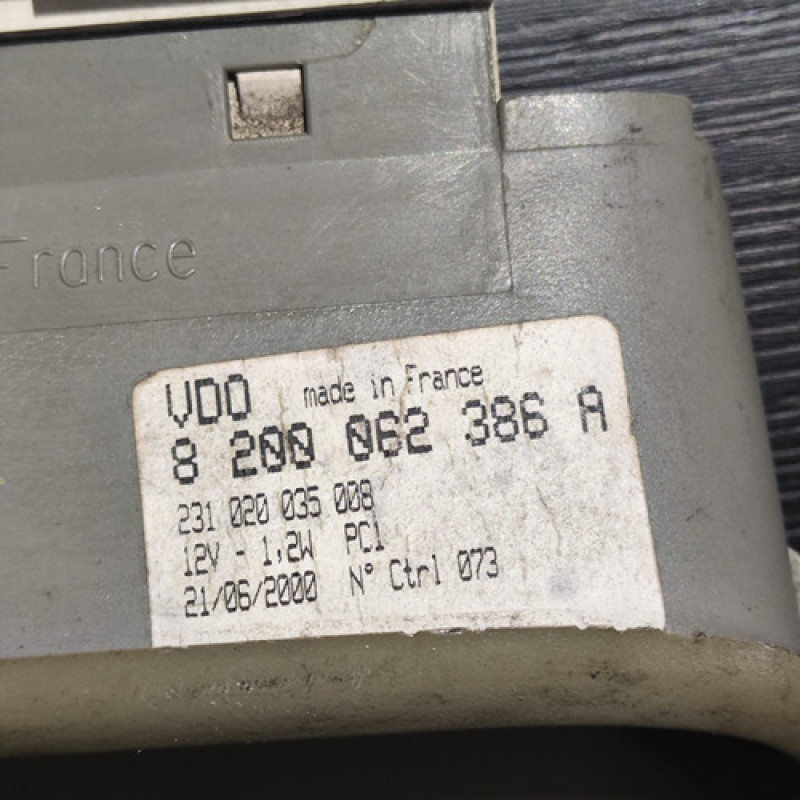 France
VDO made in France
8 200 062 386 A
231 020 035 008
12V - 1,2W PC1
21/06/2000 N° Ctrl 073